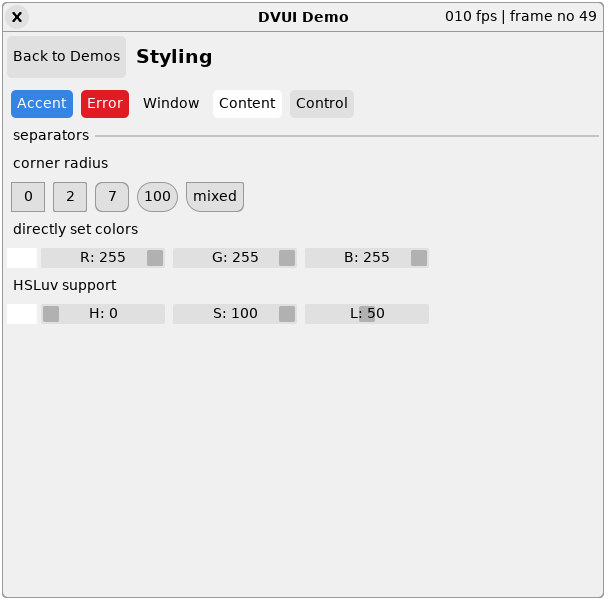 X DVUI Demo 010 fps | frame no 49
Back to Demos Styling
Accent Error Window Content Control
separators
corner radius
0 2 7 100 mixed
directly set colors
R: 255 G: 255 B: 255
HSLuv support
H: 0 S: 100 L: 50